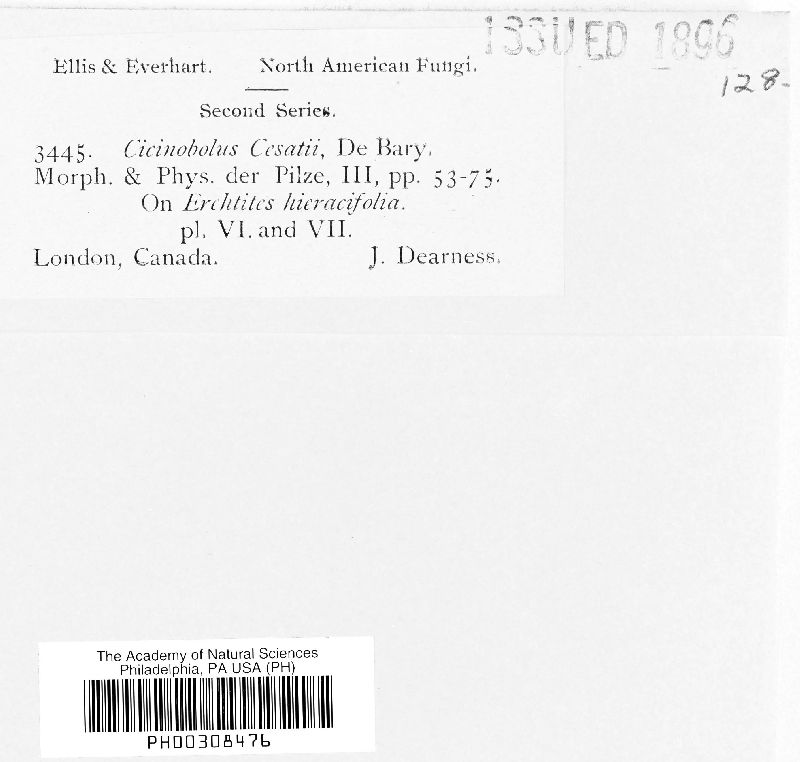 ISSUED 1896
128-
Ellis & Everhart. North American Fungi.
Second Series.
3445. Cicinobolus Cesatii, De Bary.
Morph. & Phys. der Pilze, III, pp. 53-75.
On Erchtites hieracifolia.
pl. VI. and VII.
London, Canada. J. Dearness.
The Academy of Natural Sciences
Philadelphia, PA USA (PH)
PH00308476